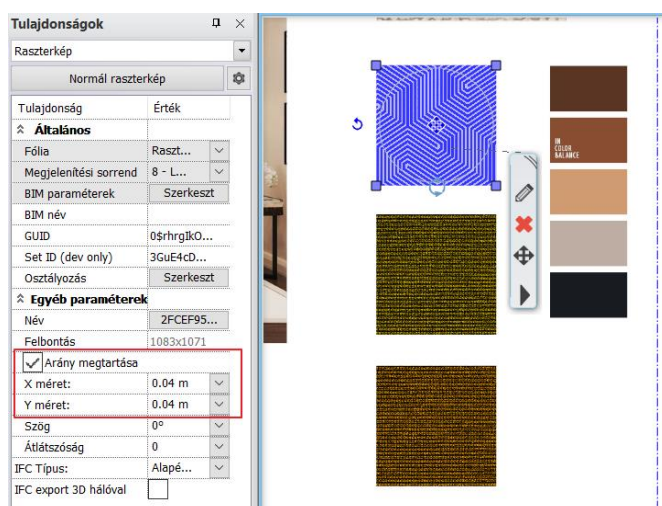 Tulajdonságok
Raszterkép
Normál raszterkép
Tulajdonság Érték
Általános
Fólia Raszt...
Megjelenítési sorrend 8 - L...
BIM paraméterek Szerkeszt
BIM név
GUID 0$rhrgIkO...
Set ID (dev only) 3GuE4cD...
Osztályozás Szerkeszt
Egyéb paraméterek
Név 2FCEF95...
Felbontás 1083x1071
Arány megtartása
X méret: 0.04 m
Y méret: 0.04 m
Szög 0°
Átlátszóság 0
IFC Típus: Alapé...
IFC export 3D hálóval
IN
COLOR
BALANCE